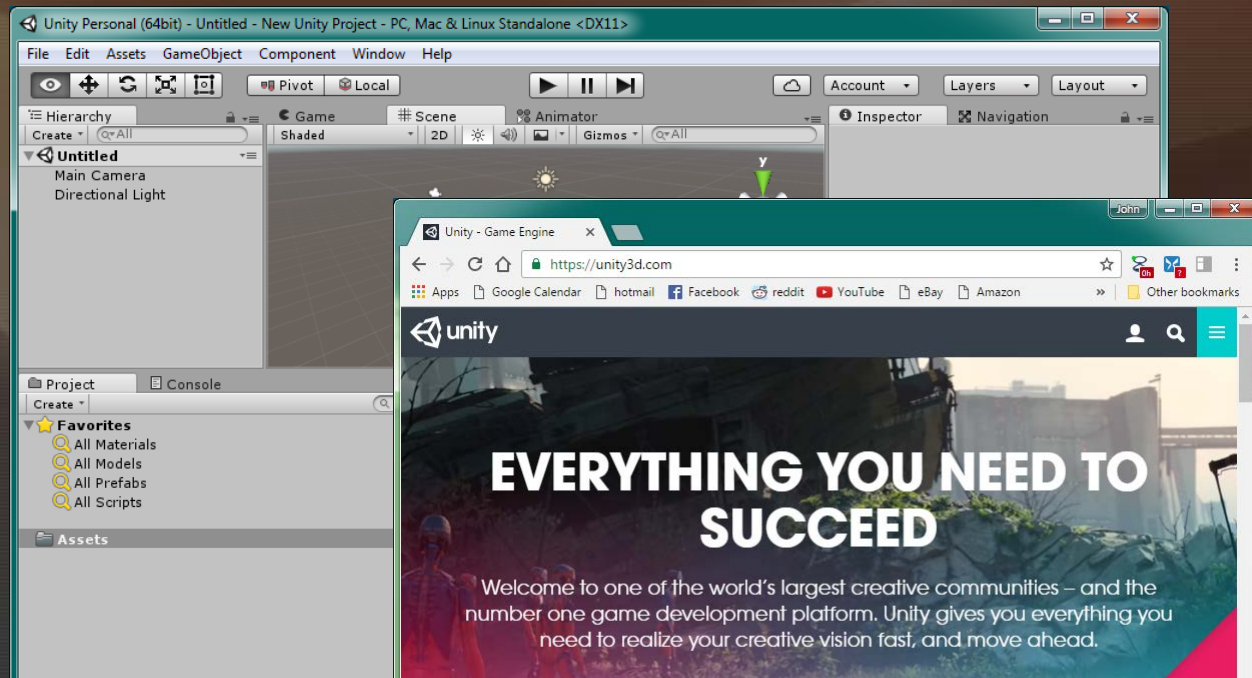 Unity Personal (64bit) - Untitled - New Unity Project - PC, Mac & Linux Standalone <DX11>
File Edit Assets GameObject Component Window Help
Pivot Local Account Layers Layout
Hierarchy Game Scene Animator Inspector Navigation
Create All Shaded 2D Gizmos All
Untitled
y
Main Camera
Directional Light
John
Unity - Game Engine
https://unity3d.com
0h ?
Apps Google Calendar hotmail Facebook reddit YouTube eBay Amazon » Other bookmarks
unity
Project Console
Create
Favorites
All Materials
All Models
All Prefabs
All Scripts
Assets
EVERYTHING YOU NEED TO
SUCCEED
Welcome to one of the world's largest creative communities – and the
number one game development platform. Unity gives you everything you
need to realize your creative vision fast, and move ahead.